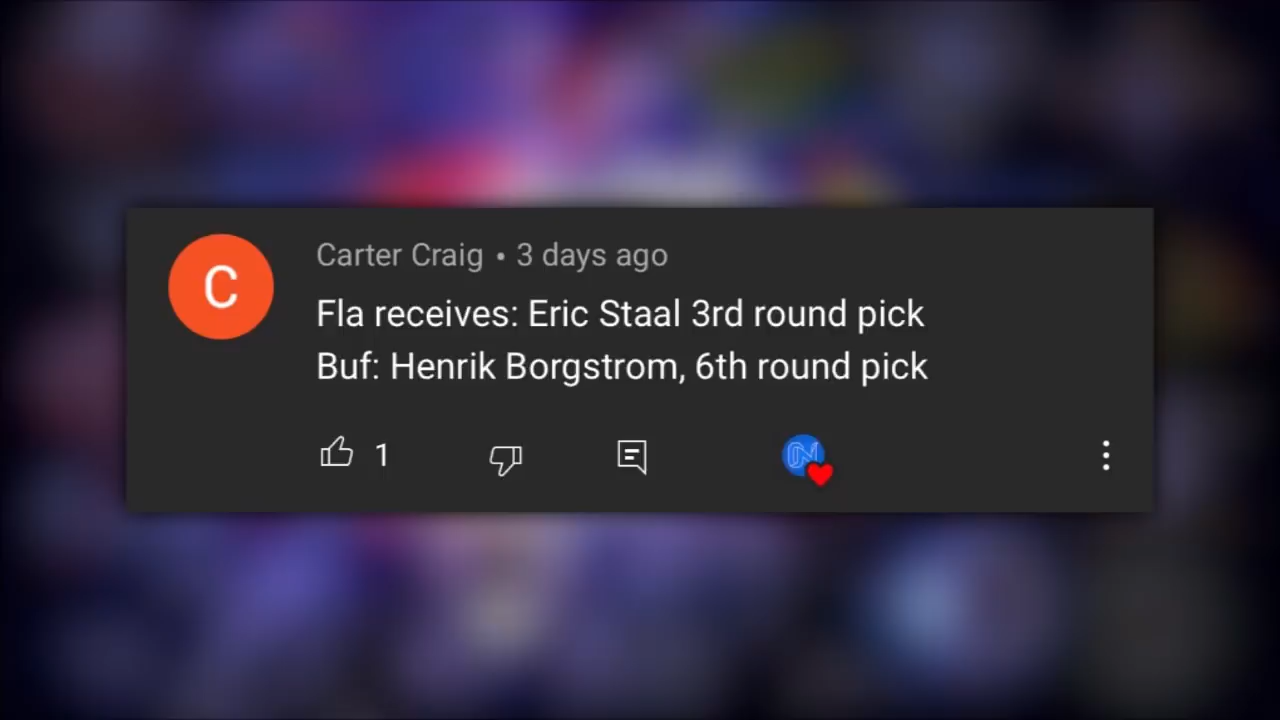 C
Carter Craig • 3 days ago
Fla receives: Eric Staal 3rd round pick
Buf: Henrik Borgstrom, 6th round pick
1